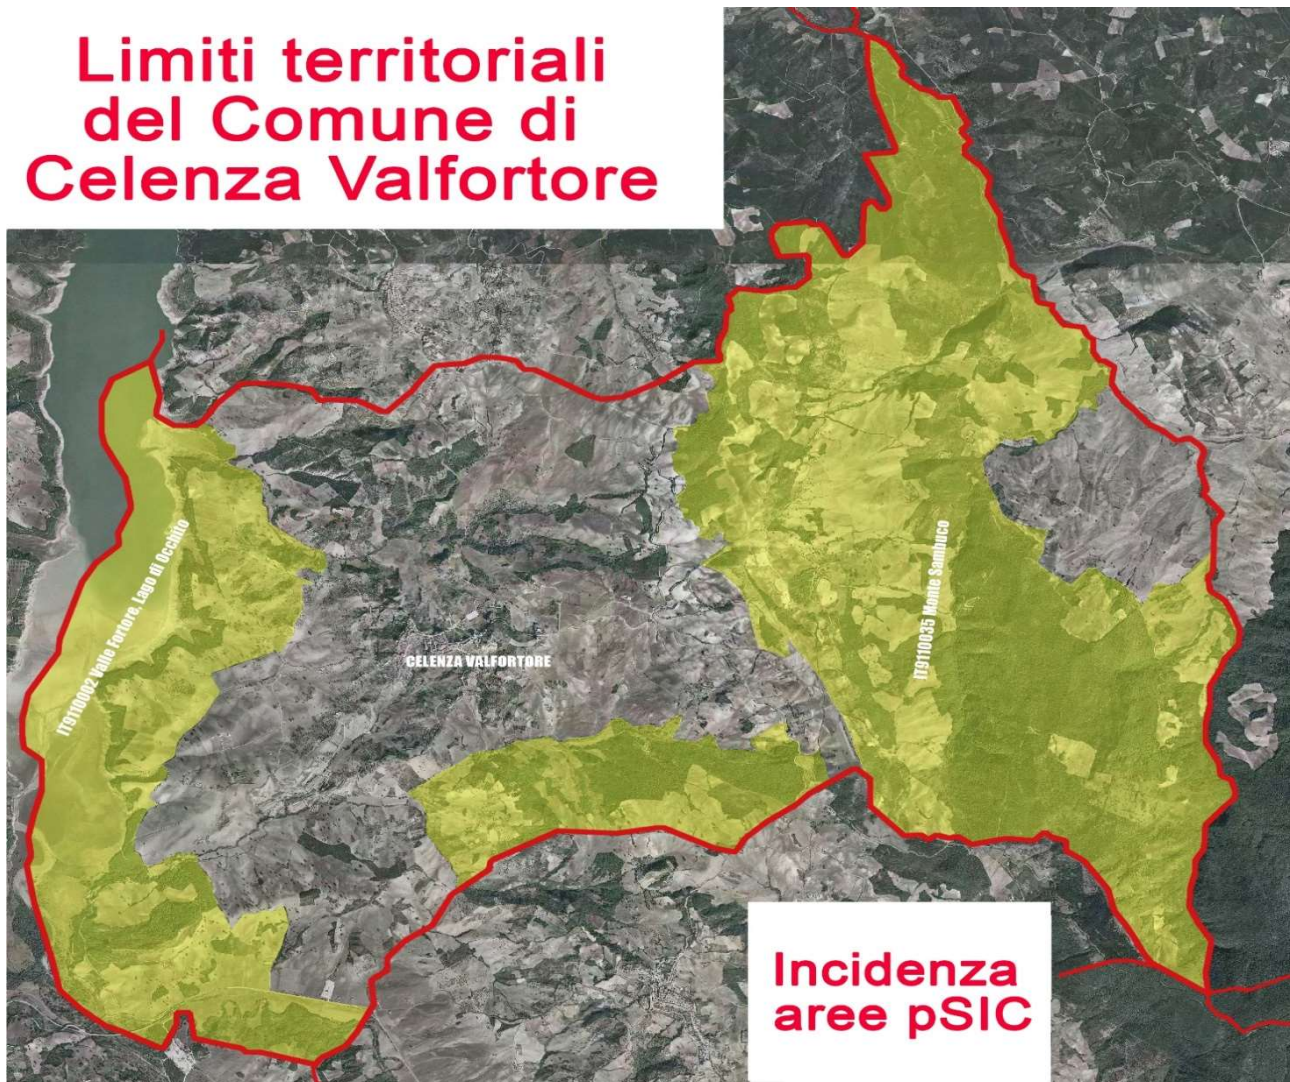 Limiti territoriali
del Comune di
Celenza Valfortore
IT9110002 Valle Fortore, Lago di Occhito
CELENZA VALFORTORE
IT9110035 Monte Sambuco
Incidenza
aree pSIC